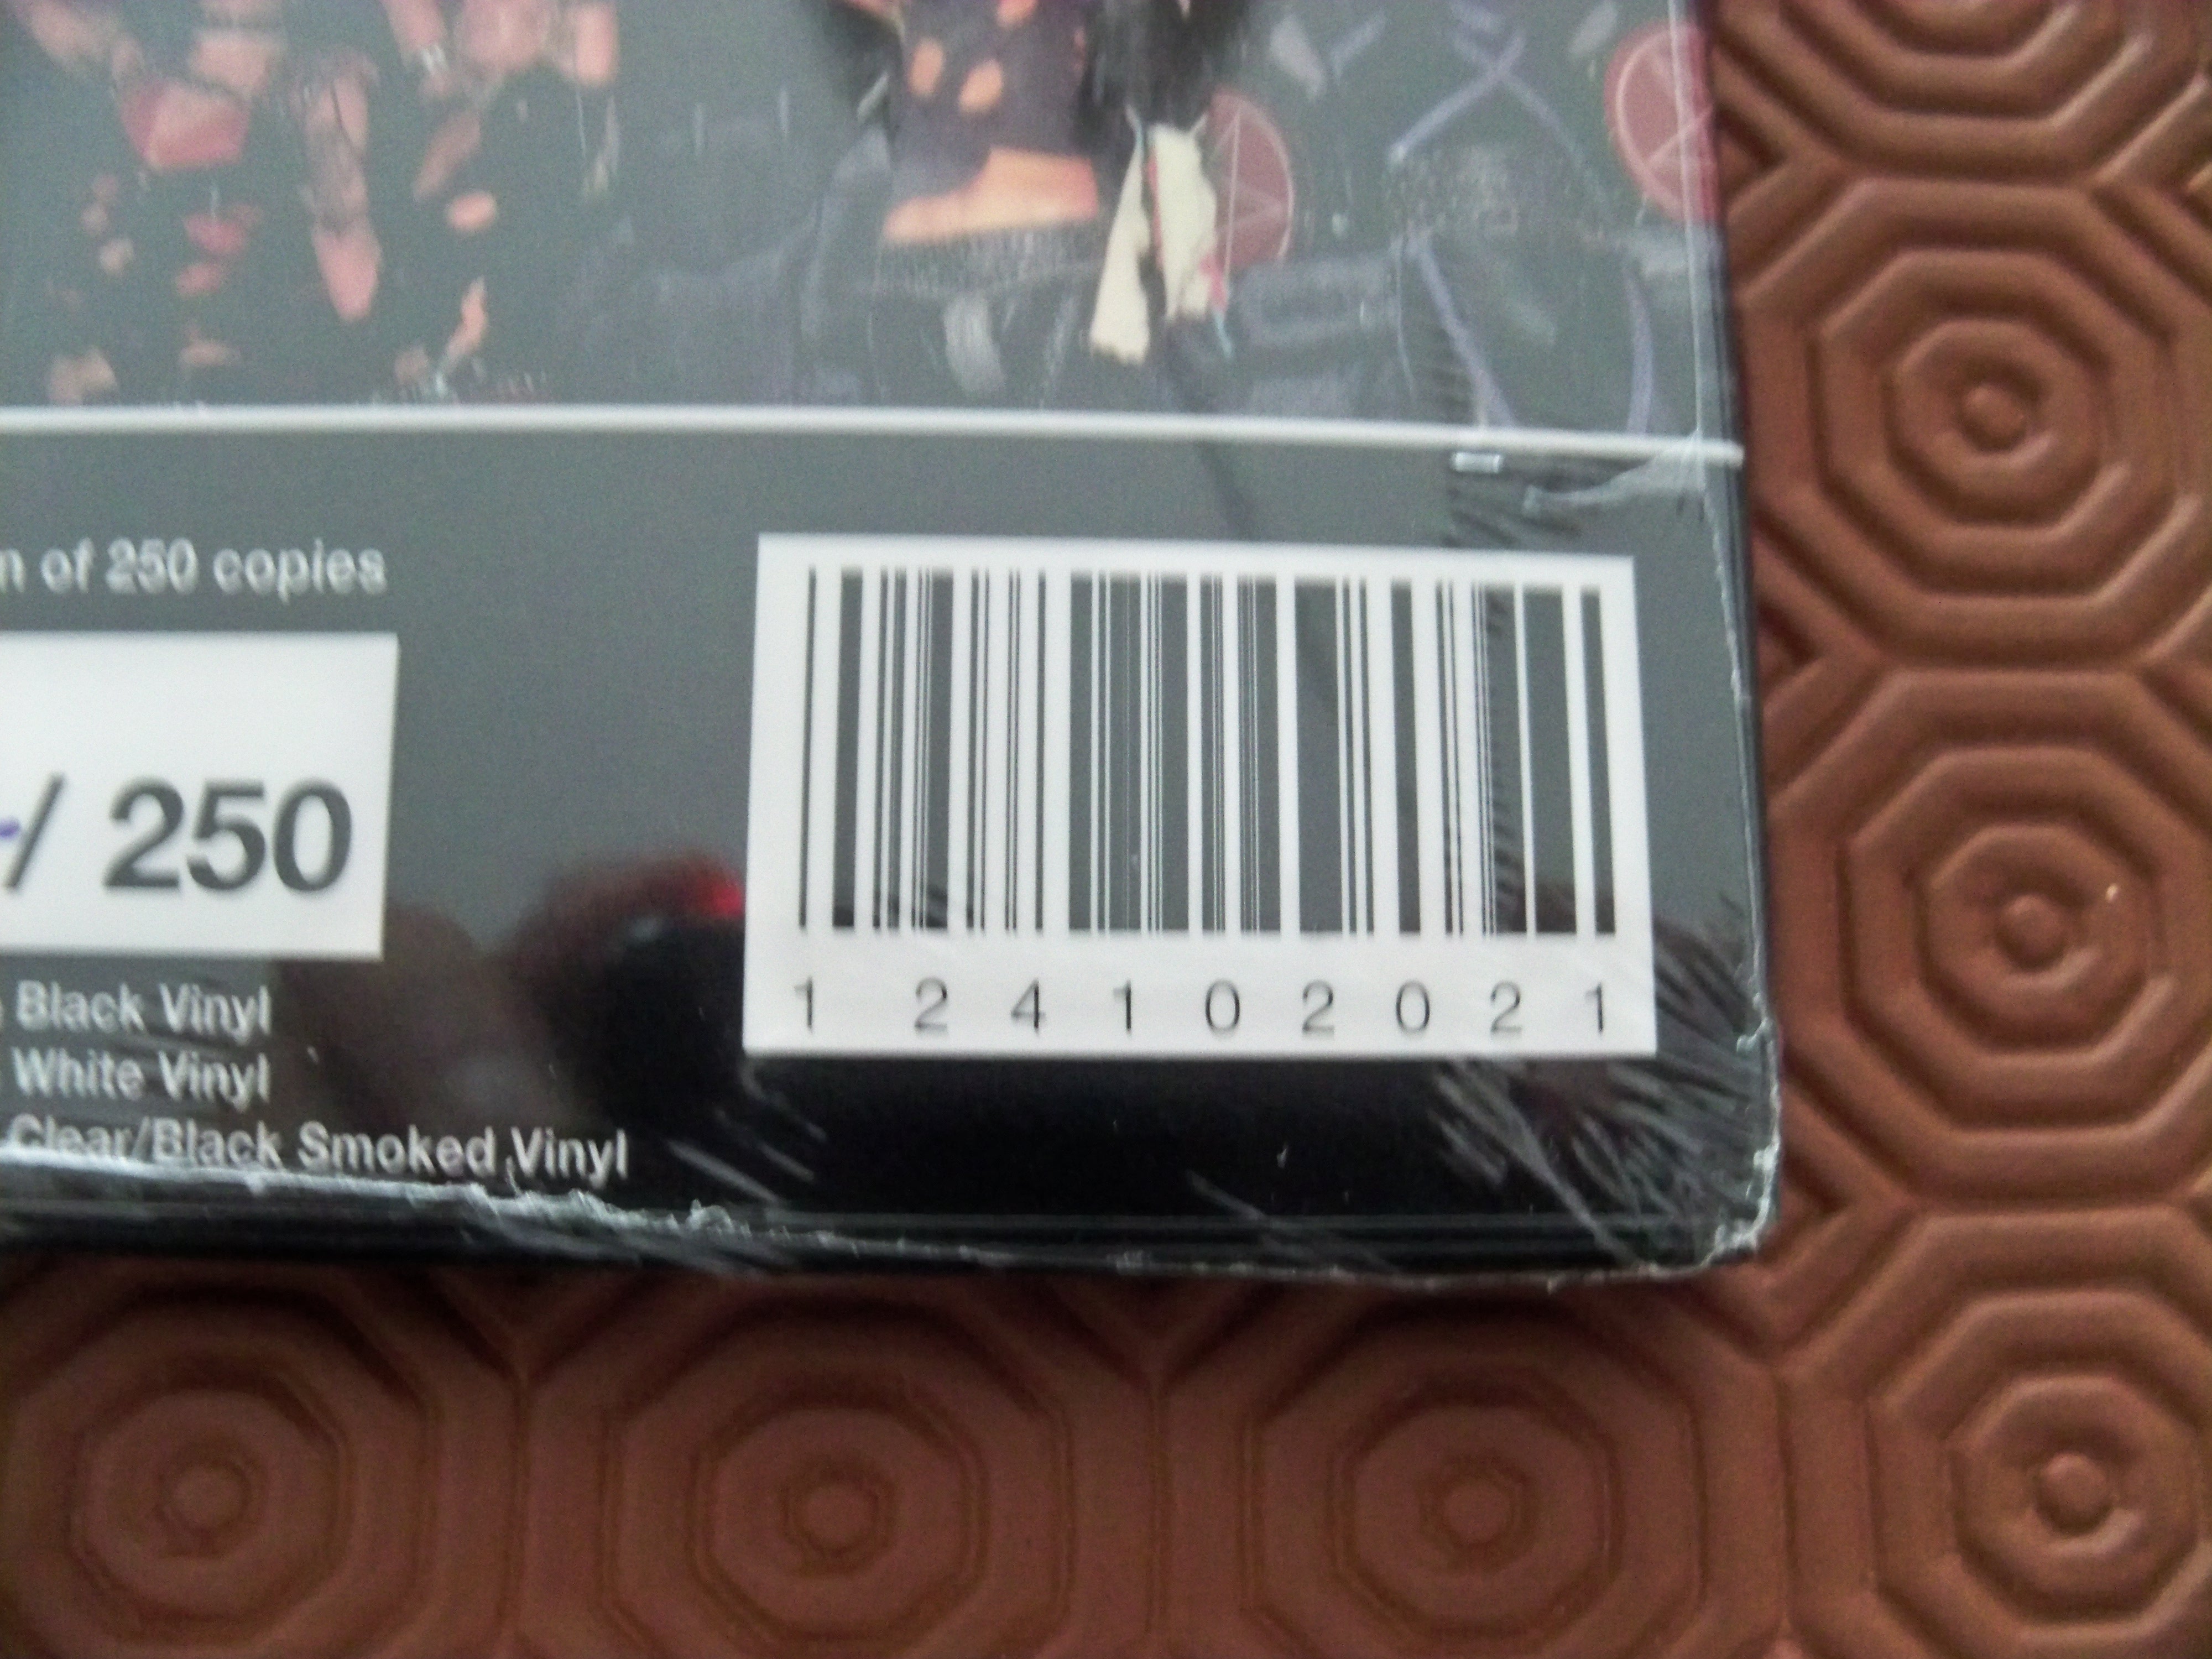 of 250 copies
/ 250
Black Vinyl
White Vinyl
Clear/Black Smoked Vinyl
1 2 4 1 0 2 0 2 1